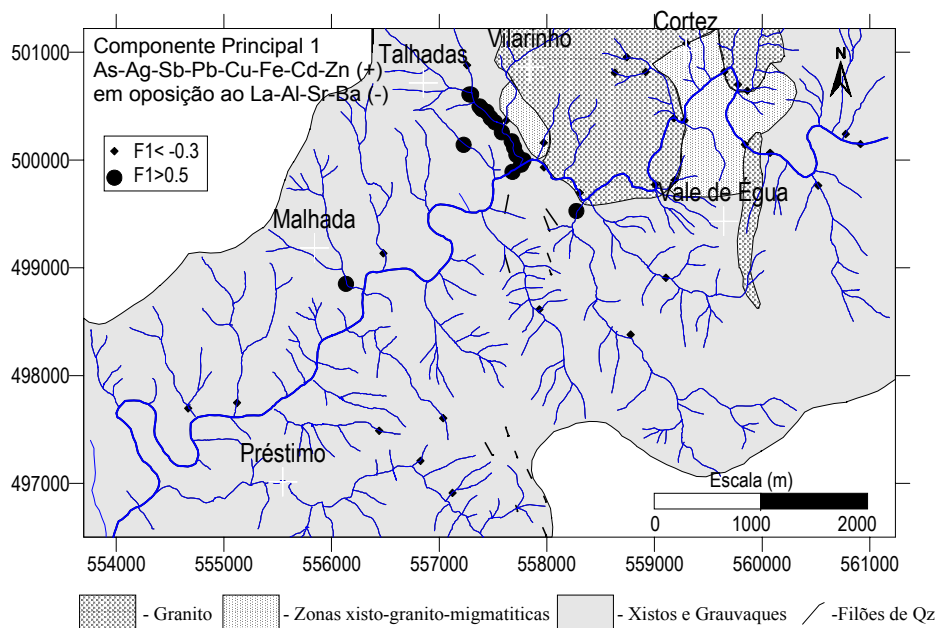 Cortez
501000
Componente Principal 1
As-Ag-Sb-Pb-Cu-Fe-Cd-Zn (+)
em oposição ao La-Al-Sr-Ba (-)
Talhadas
Vilarinho
N
F1< -0.3
F1>0.5
500000
Vale de Égua
Malhada
499000
498000
Préstimo
497000
Escala (m)
0 1000 2000
554000 555000 556000 557000 558000 559000 560000 561000
- Granito - Zonas xisto-granito-migmatiticas - Xistos e Grauvaques -Filões de Qz